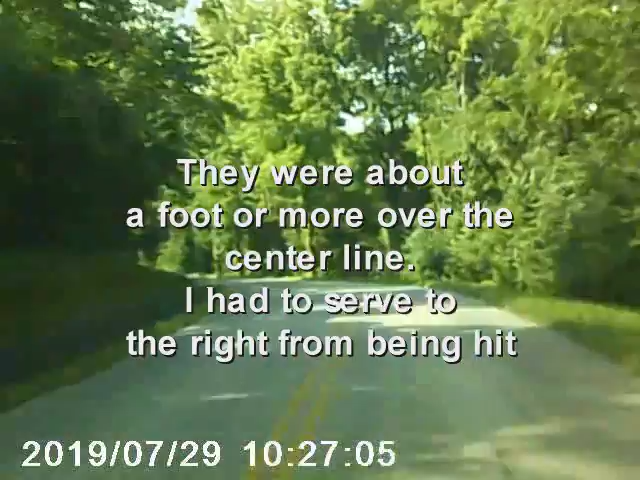 They were about
a foot or more over the
center line.
I had to serve to
the right from being hit
2019/07/29 10:27:05